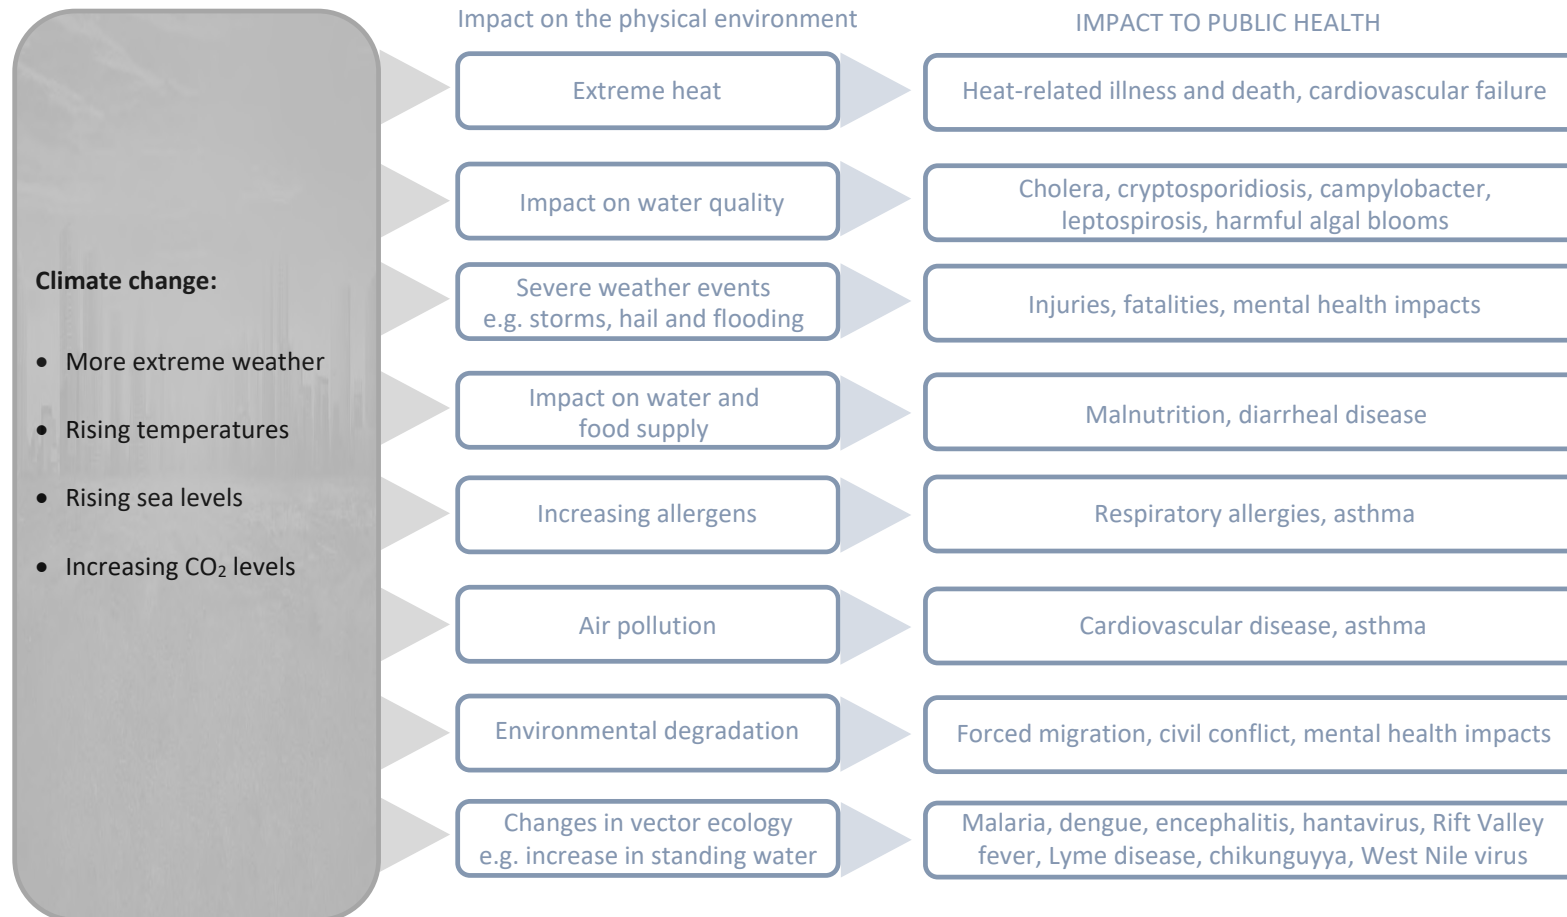 Impact on the physical environment
IMPACT TO PUBLIC HEALTH
Climate change:
• More extreme weather
• Rising temperatures
• Rising sea levels
• Increasing CO₂ levels
Extreme heat
Heat-related illness and death, cardiovascular failure
Impact on water quality
Cholera, cryptosporidiosis, campylobacter,
leptospirosis, harmful algal blooms
Severe weather events
e.g. storms, hail and flooding
Injuries, fatalities, mental health impacts
Impact on water and
food supply
Malnutrition, diarrheal disease
Increasing allergens
Respiratory allergies, asthma
Air pollution
Cardiovascular disease, asthma
Environmental degradation
Forced migration, civil conflict, mental health impacts
Changes in vector ecology
e.g. increase in standing water
Malaria, dengue, encephalitis, hantavirus, Rift Valley
fever, Lyme disease, chikunguyya, West Nile virus